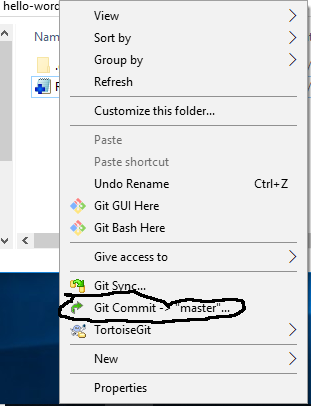 hello-word
Nam
View
Sort by
Group by
Refresh
Customize this folder...
Paste
Paste shortcut
Undo Rename Ctrl+Z
Git GUI Here
Git Bash Here
Give access to
Git Sync...
Git Commit -> "master"...
TortoiseGit
New
Properties